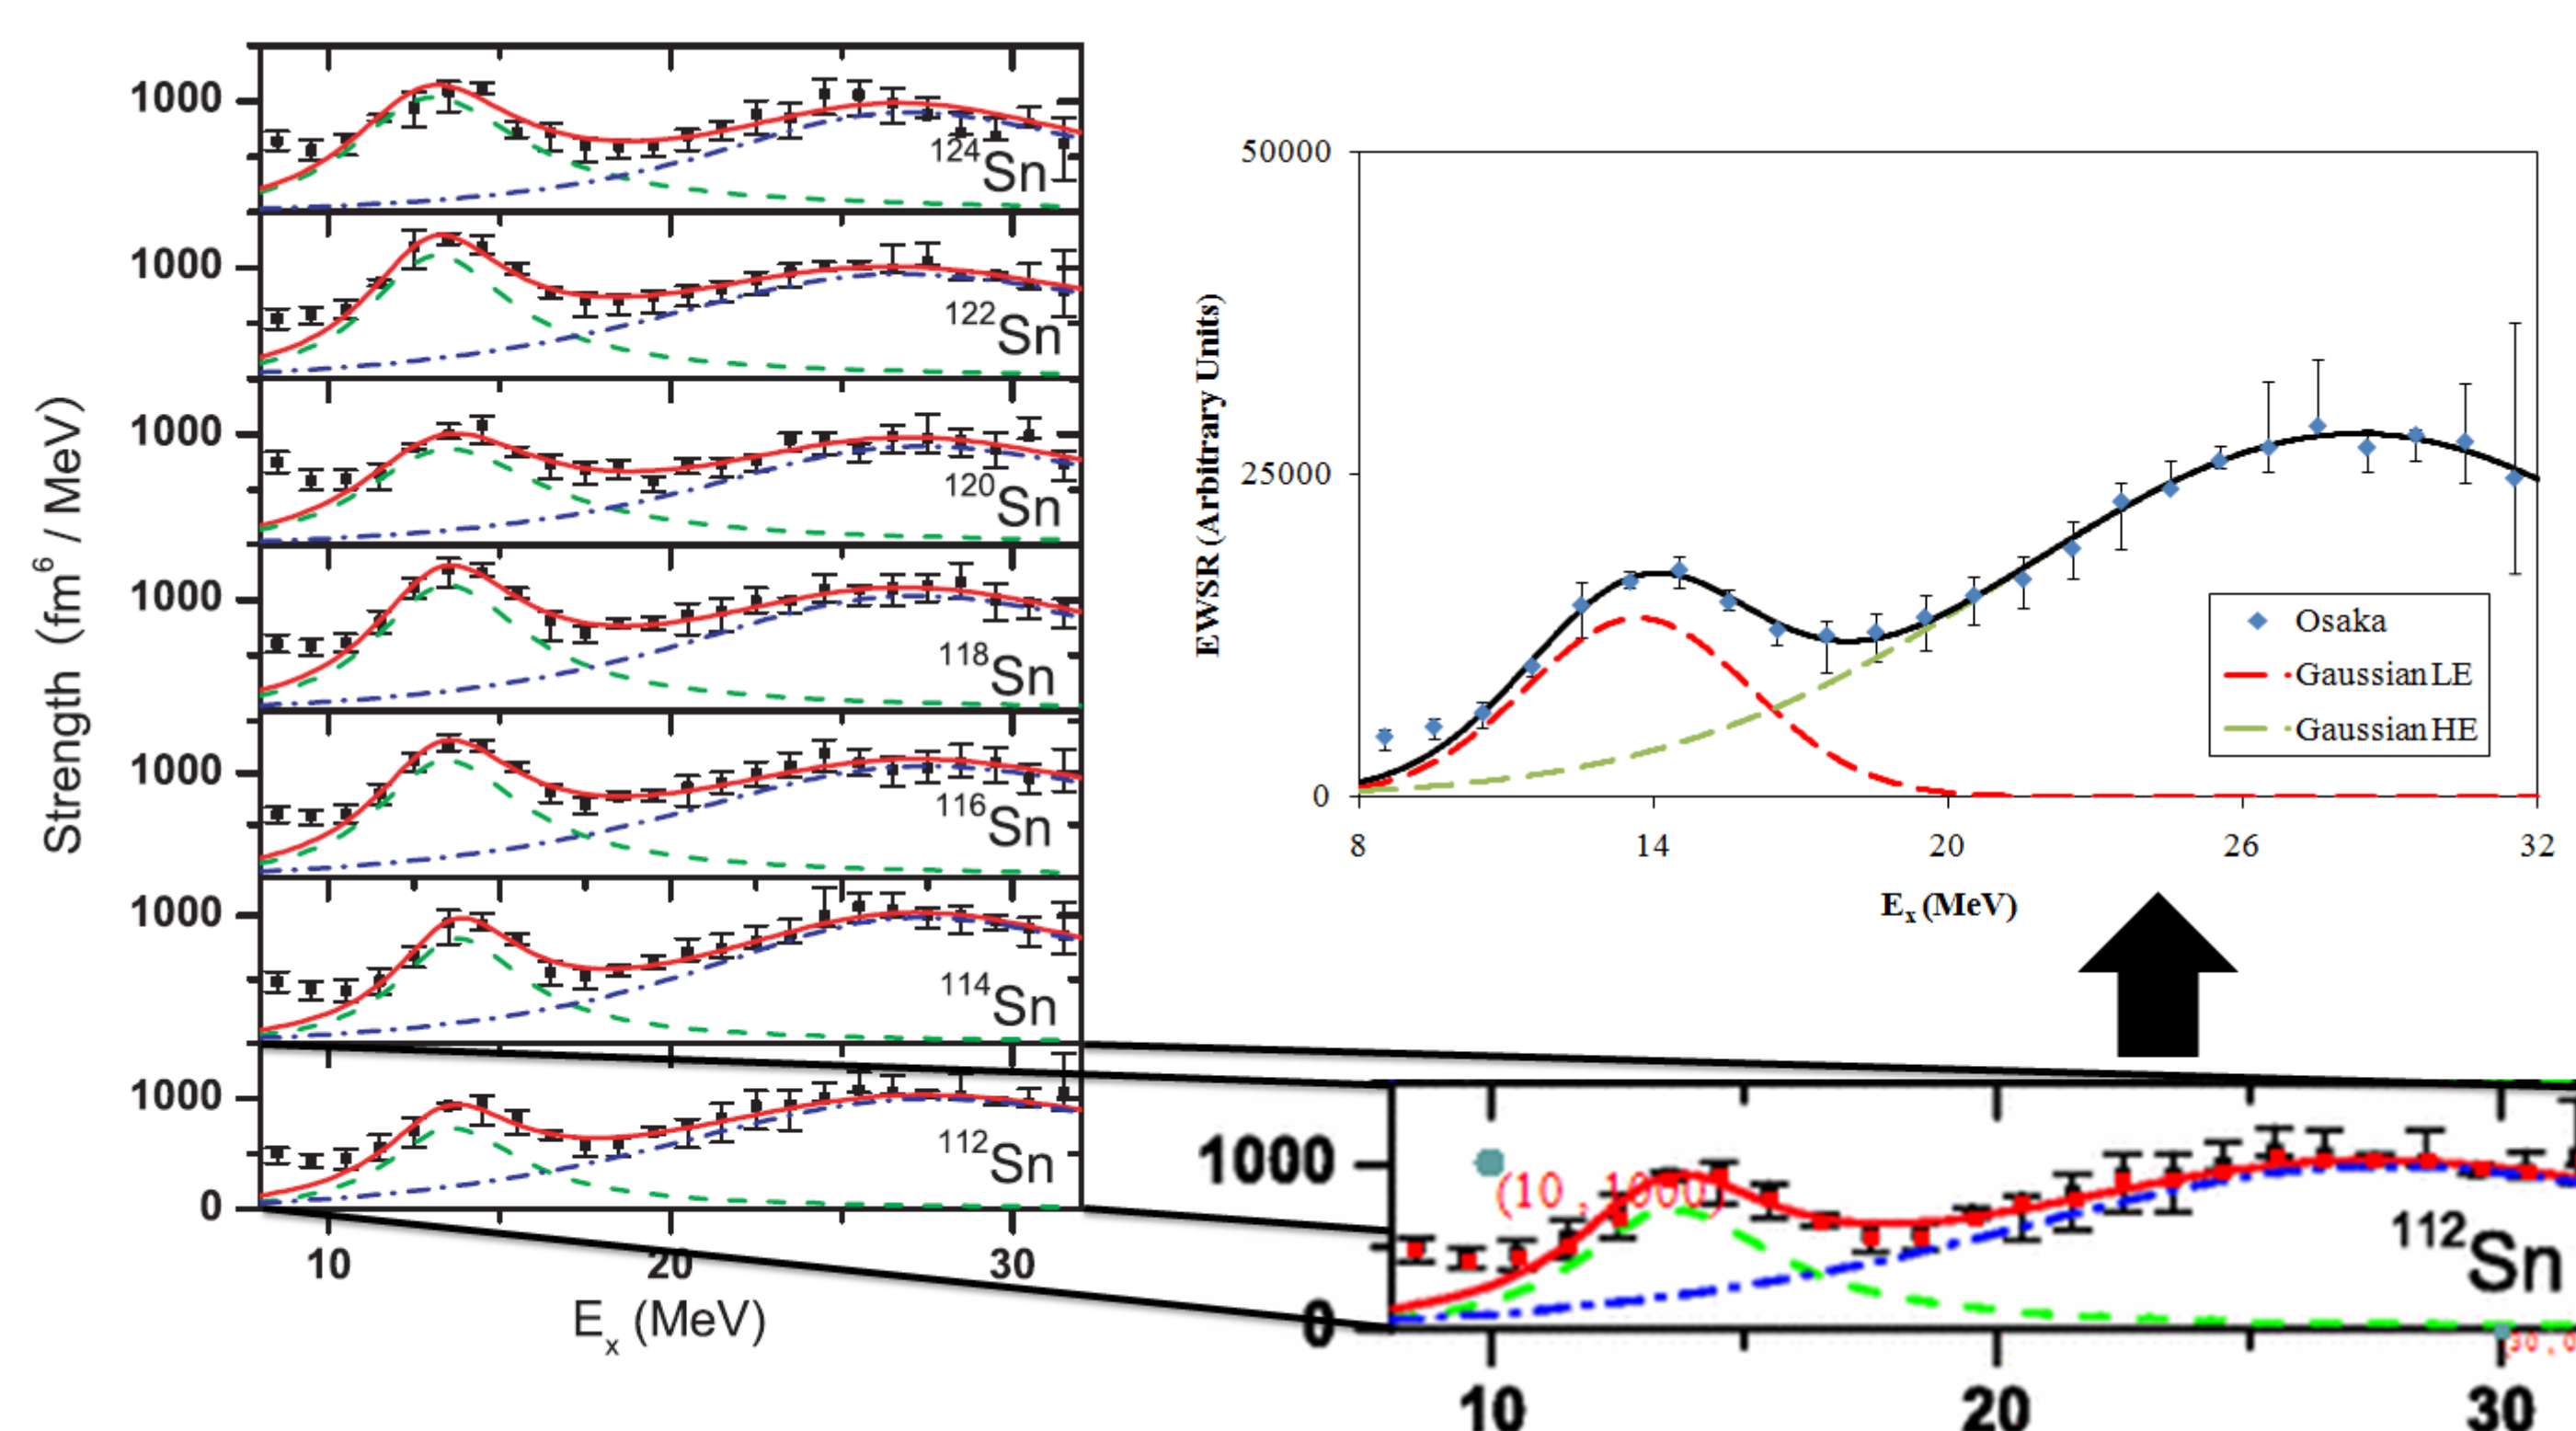 Strength (fm⁶ / MeV)
1000
¹²⁴Sn
1000
¹²²Sn
1000
¹²⁰Sn
1000
¹¹⁸Sn
1000
¹¹⁶Sn
1000
¹¹⁴Sn
1000
¹¹²Sn
0
10 20 30
Eₓ (MeV)
EWSR (Arbitrary Units)
50000
25000
0
Osaka
Gaussian LE
Gaussian HE
8 14 20 26 32
Eₓ (MeV)
1000
(10 , 1000)
¹¹²Sn
0
(30 , 0
10 20 30